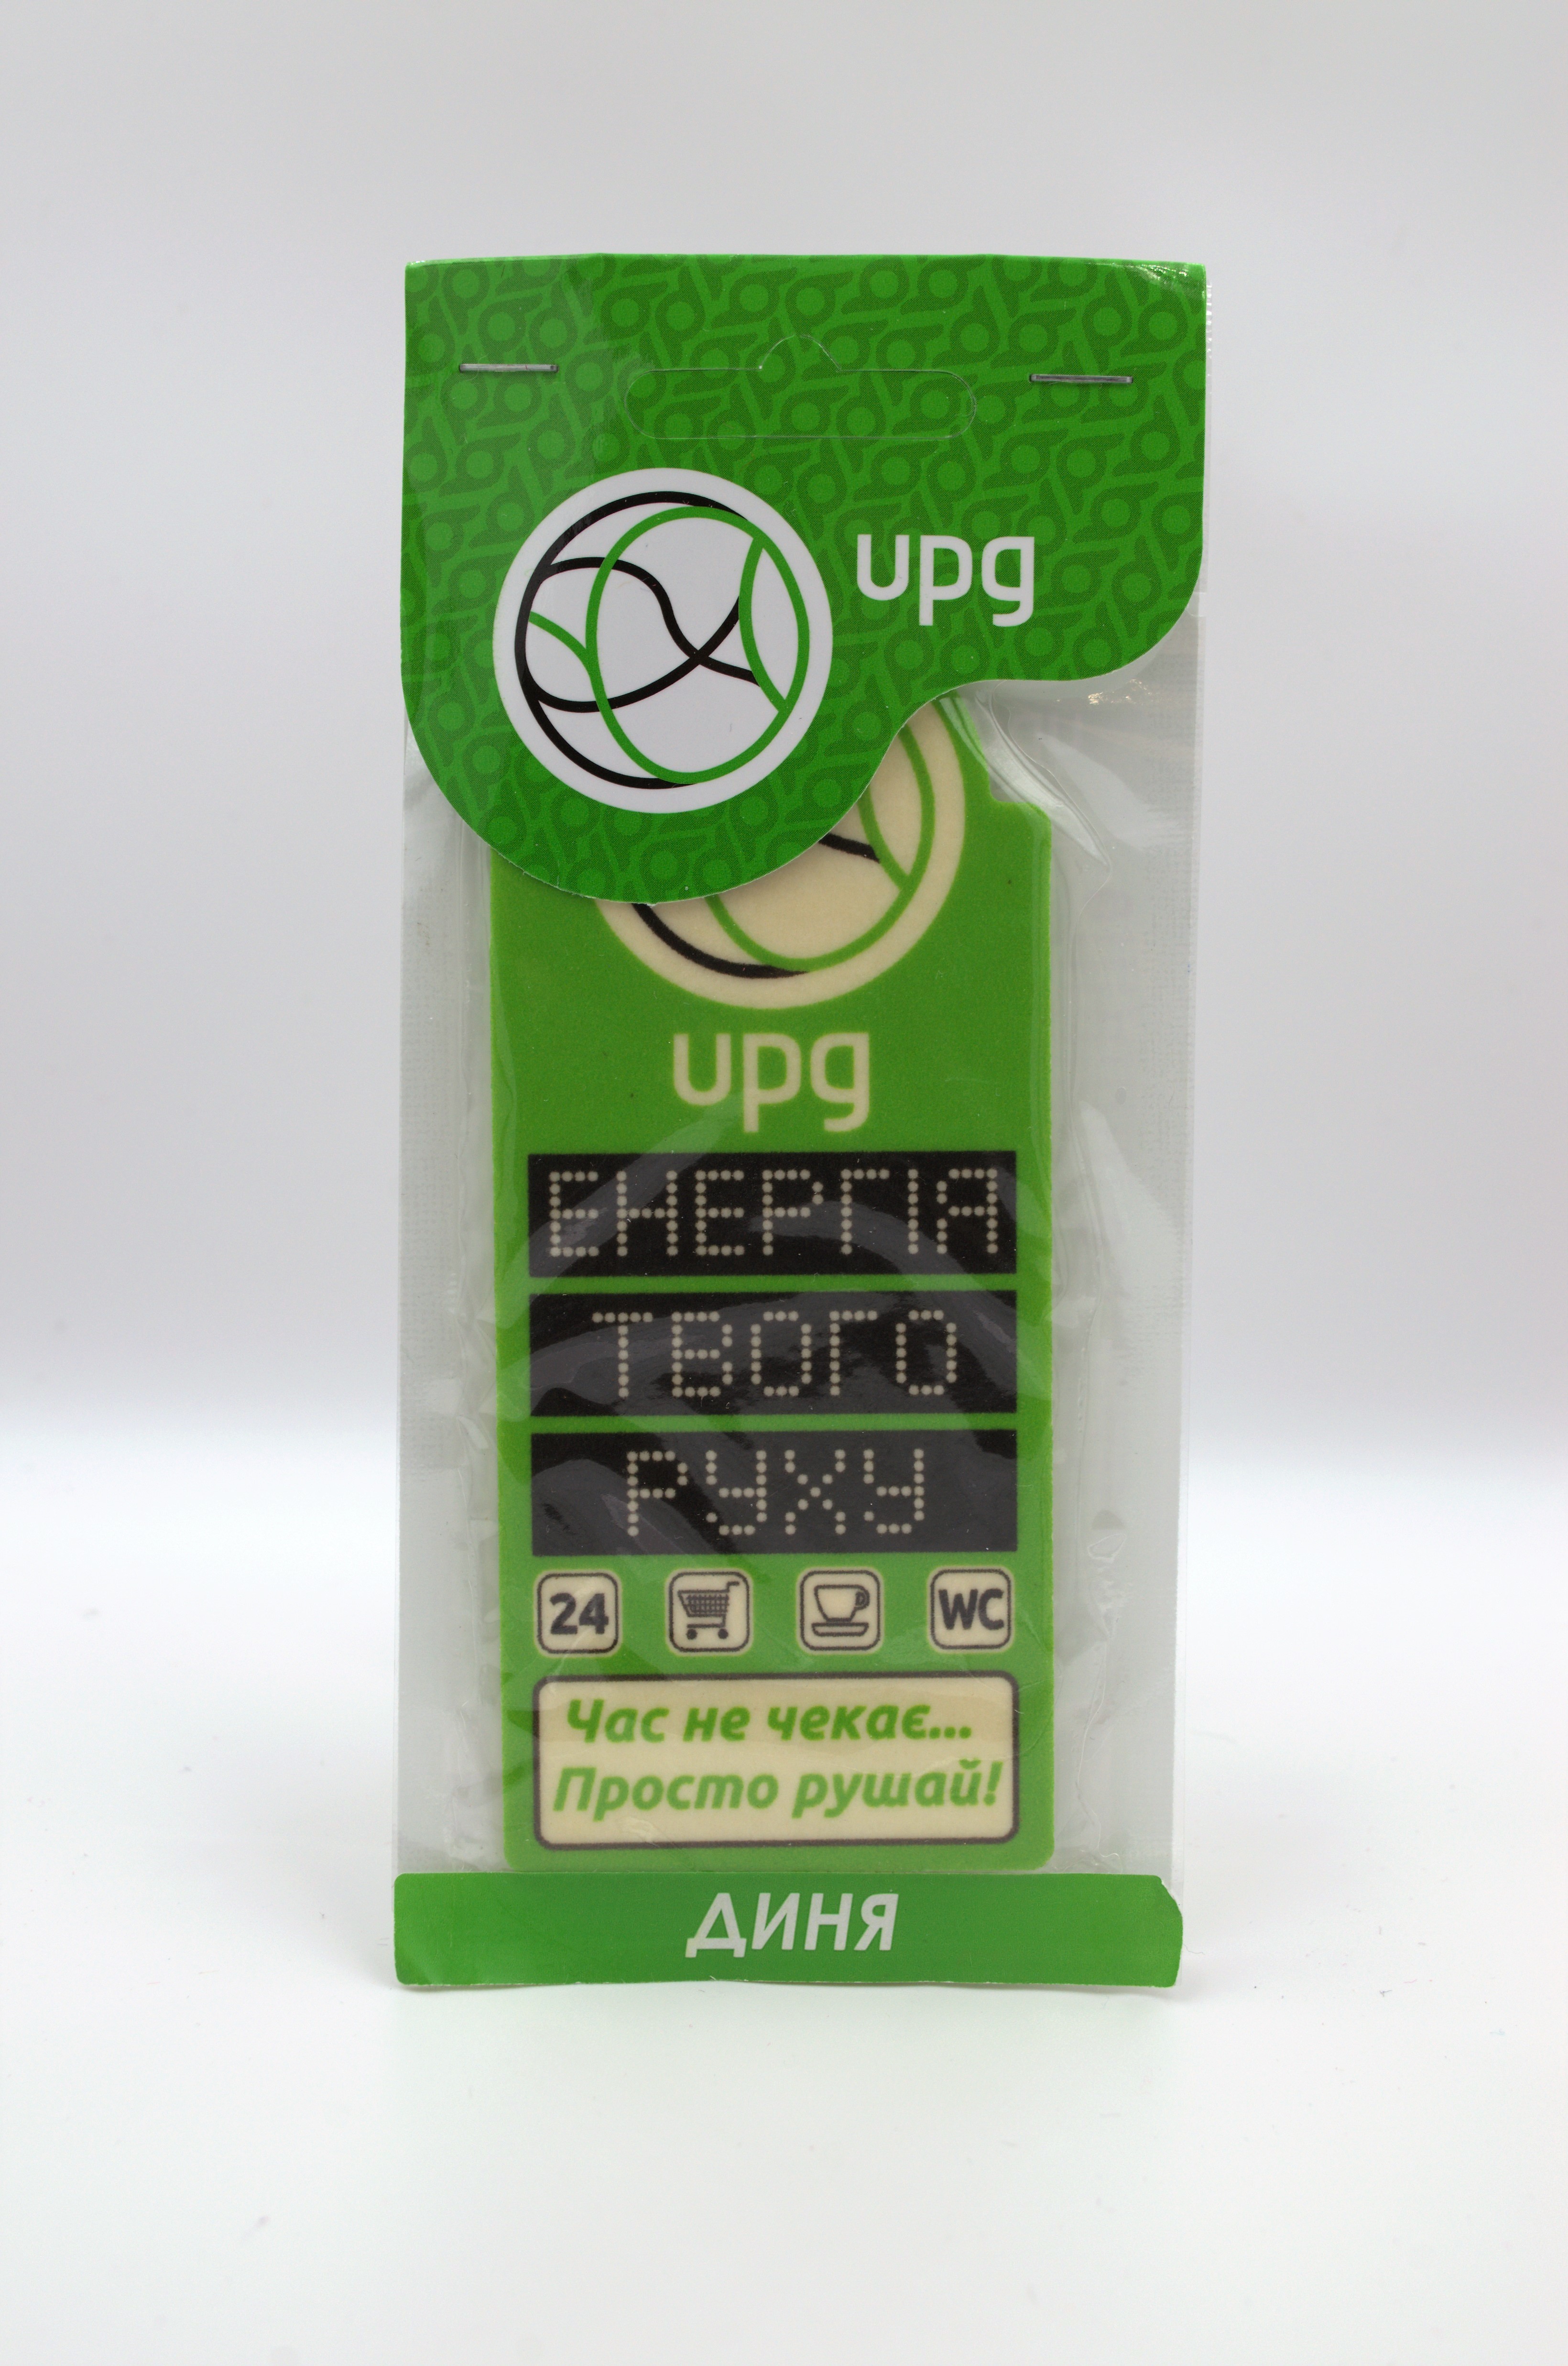 upg
upg
ЕНЕРГІЯ
ТВОГО
РУХУ
24
WC
Час не чекає...
Просто рушай!
ДИНЯ